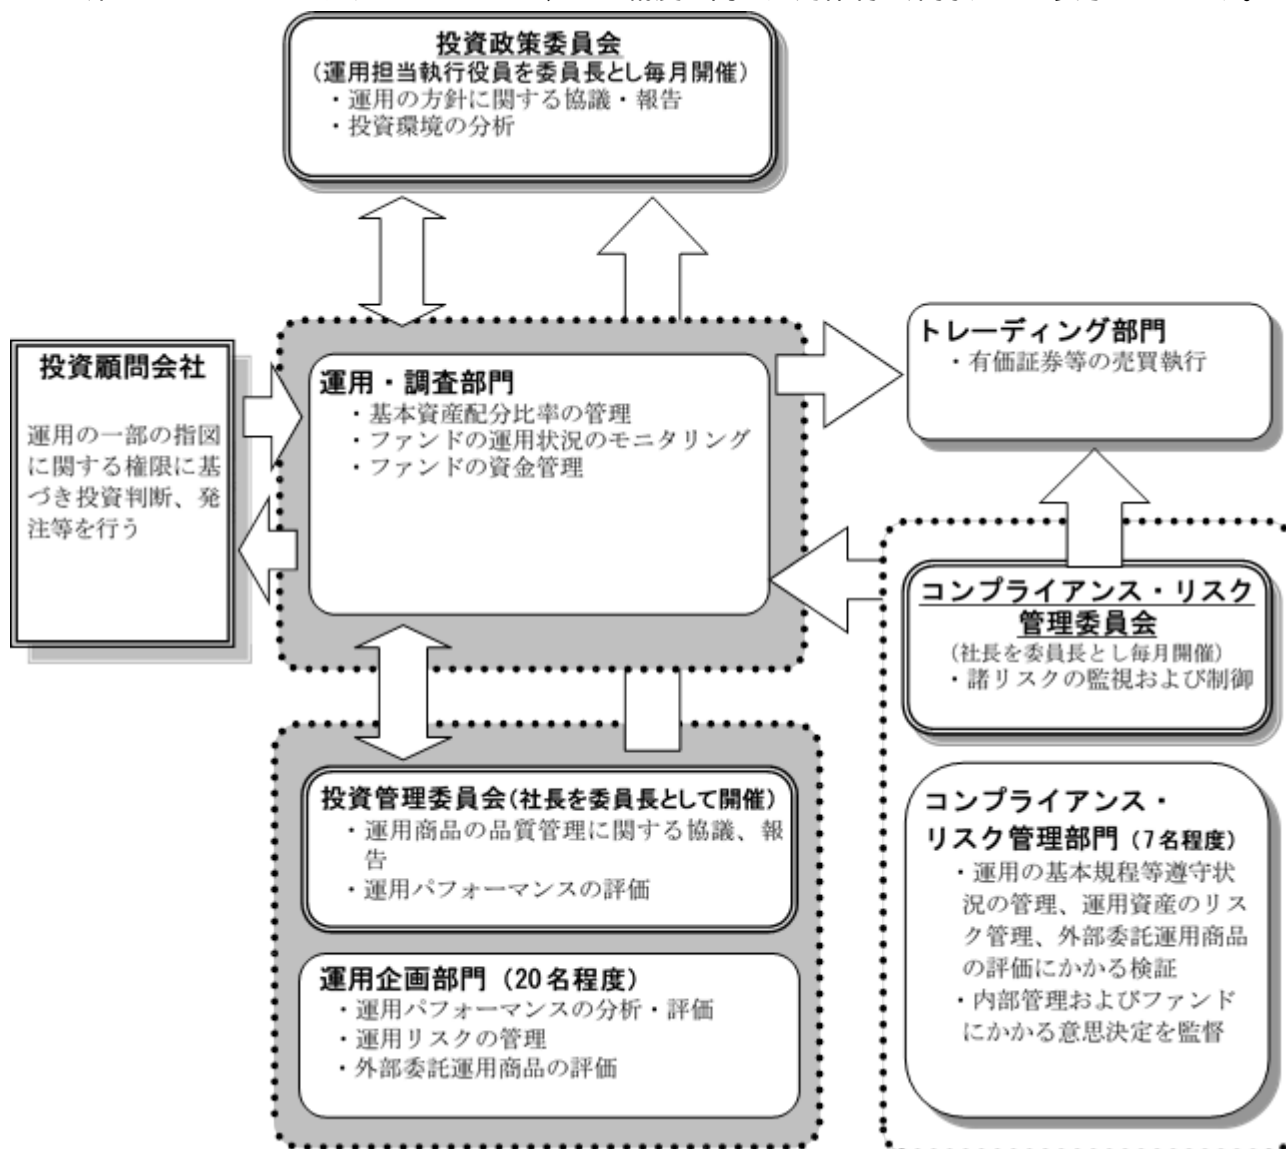 投資政策委員会
(運用担当執行役員を委員長とし毎月開催)
・運用の方針に関する協議・報告
・投資環境の分析
投資顧問会社
運用の一部の指図
に関する権限に基
づき投資判断、発
注等を行う
運用・調査部門
・基本資産配分比率の管理
・ファンドの運用状況のモニタリング
・ファンドの資金管理
トレーディング部門
・有価証券等の売買執行
コンプライアンス・リスク
管理委員会
(社長を委員長とし毎月開催)
・諸リスクの監視および制御
投資管理委員会(社長を委員長として開催)
・運用商品の品質管理に関する協議、報
告
・運用パフォーマンスの評価
運用企画部門(20名程度)
・運用パフォーマンスの分析・評価
・運用リスクの管理
・外部委託運用商品の評価
コンプライアンス・
リスク管理部門(7名程度)
・運用の基本規程等遵守状
況の管理、運用資産のリス
ク管理、外部委託運用商品
の評価にかかる検証
・内部管理およびファンド
にかかる意思決定を監督